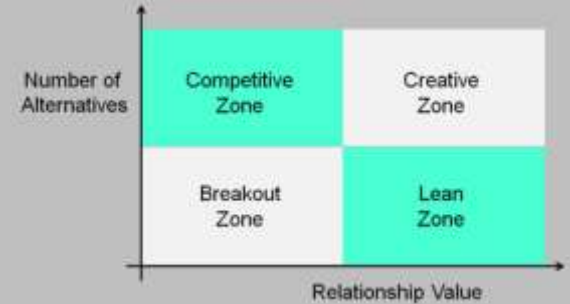 Number of
Alternatives
Competitive
Zone
Creative
Zone
Breakout
Zone
Lean
Zone
Relationship Value